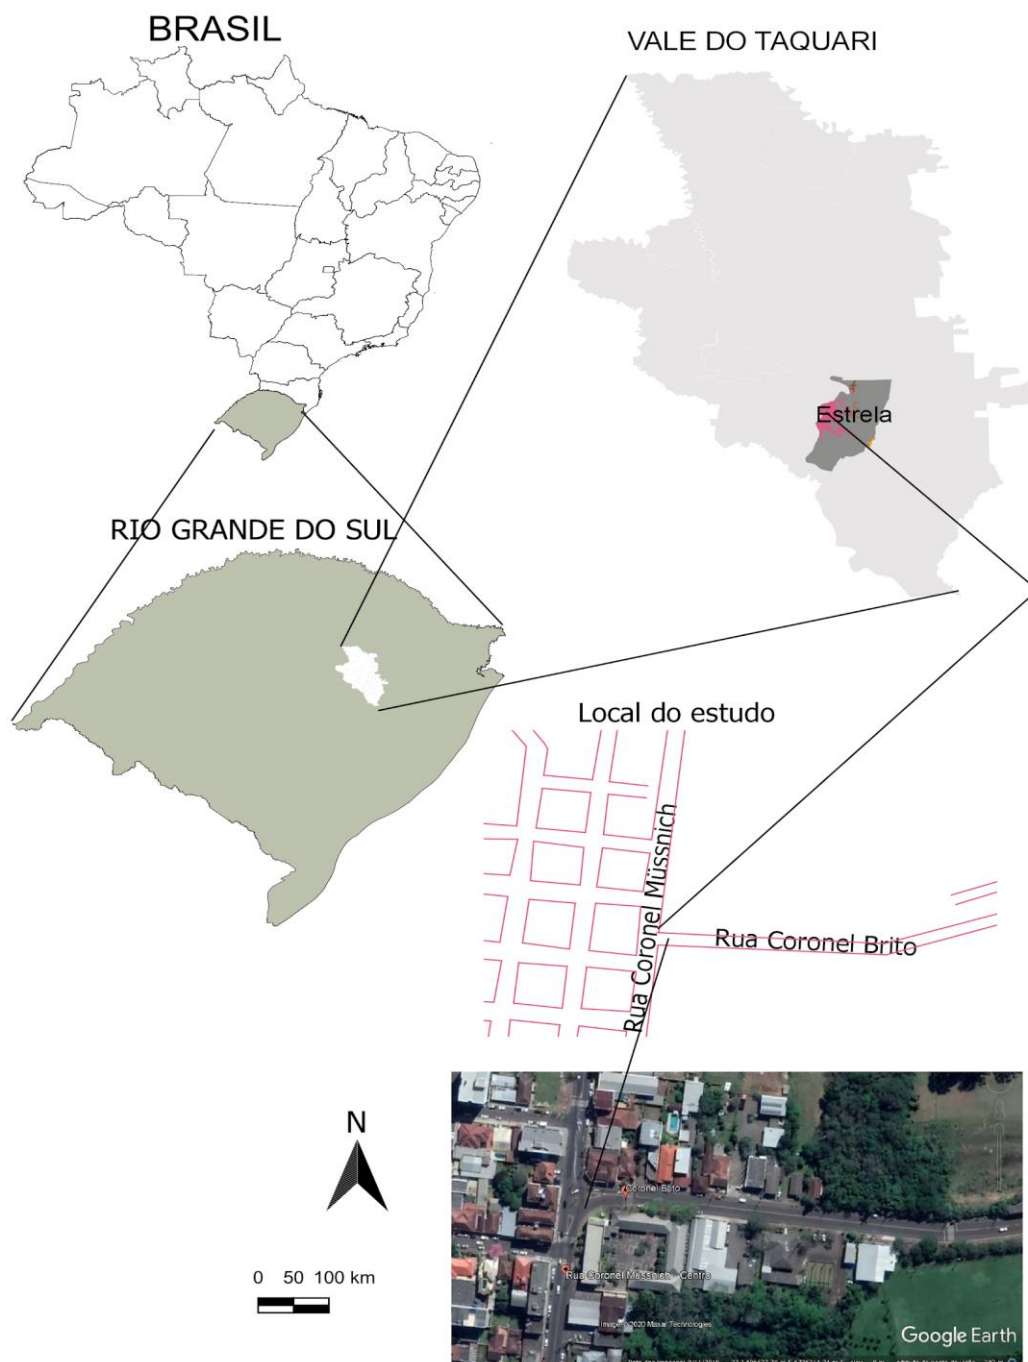 BRASIL
VALE DO TAQUARI
Estrela
RIO GRANDE DO SUL
Local do estudo
Rua Coronel Müssnich
Rua Coronel Brito
N
0 50 100 km
Coronel Brito
Rua Coronel Müssnich - Centro
Image © 2020 Maxar Technologies
Google Earth